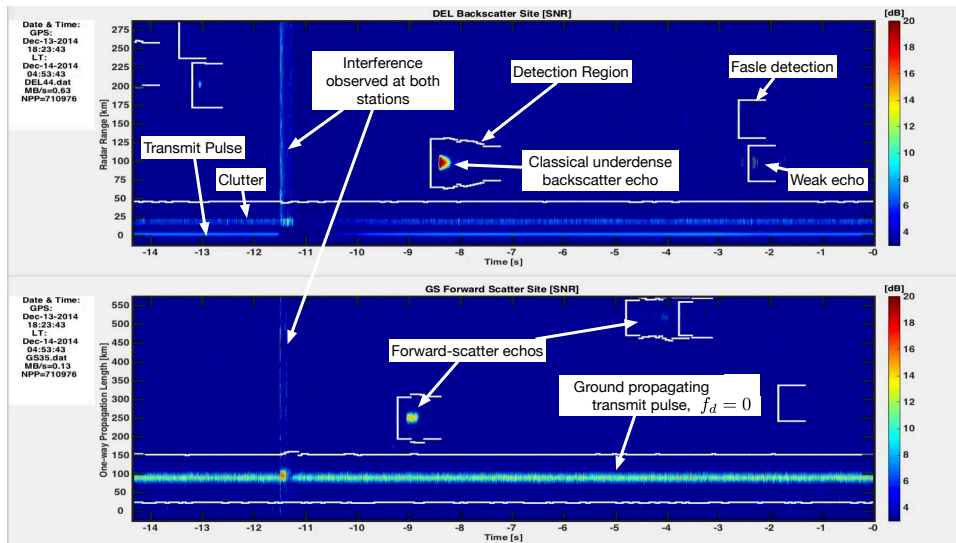 DEL Backscatter Site [SNR]
[dB]
Date & Time:
GPS:
Dec-13-2014
18:23:43
LT:
Dec-14-2014
04:53:43
DEL44.dat
MB/s=0.63
NPP=710976
Radar Range [km]
275
250
225
200
175
150
125
100
75
50
25
0
Interference
observed at both
stations
Detection Region
Fasle detection
Transmit Pulse
Clutter
Classical underdense
backscatter echo
Weak echo
20
18
16
14
12
10
8
6
4
-14 -13 -12 -11 -10 -9 -8 -7 -6 -5 -4 -3 -2 -1 -0
Time [s]
GS Forward Scatter Site [SNR]
[dB]
Date & Time:
GPS:
Dec-13-2014
18:23:43
LT:
Dec-14-2014
04:53:43
GS35.dat
MB/s=0.13
NPP=710976
One-way Propagation Length [km]
550
500
450
400
350
300
250
200
150
100
50
0
Forward-scatter echos
Ground propagating
transmit pulse, f_d = 0
20
18
16
14
12
10
8
6
4
-14 -13 -12 -11 -10 -9 -8 -7 -6 -5 -4 -3 -2 -1 -0
Time [s]